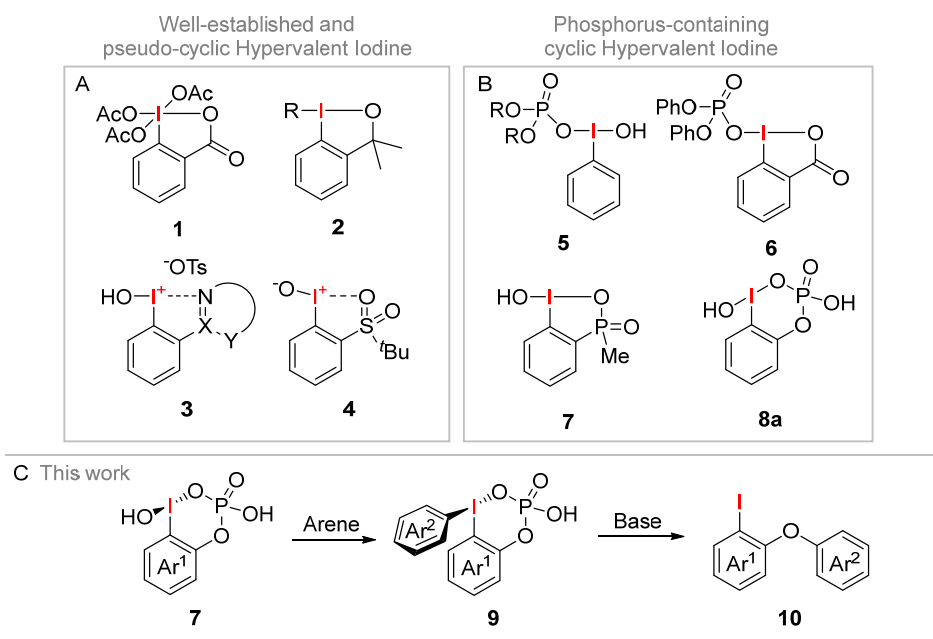 Well-established and
pseudo-cyclic Hypervalent Iodine
Phosphorus-containing
cyclic Hypervalent Iodine
A
OAc
AcO
I
O
AcO
O
1
R
I
O
2
-OTs
HO
I+
N
X
Y
3
-O
I+
O
S
O
tBu
4
B
O
RO
P
RO
O
I
OH
5
O
PhO
P
PhO
O
I
O
O
6
HO
I
O
P
O
Me
7
O
O
HO
I
P
OH
O
8a
C This work
O
O
HO
I
P
OH
O
Ar1
7
Arene
O
O
I
P
OH
O
Ar2
Ar1
9
Base
I
O
Ar1
Ar2
10